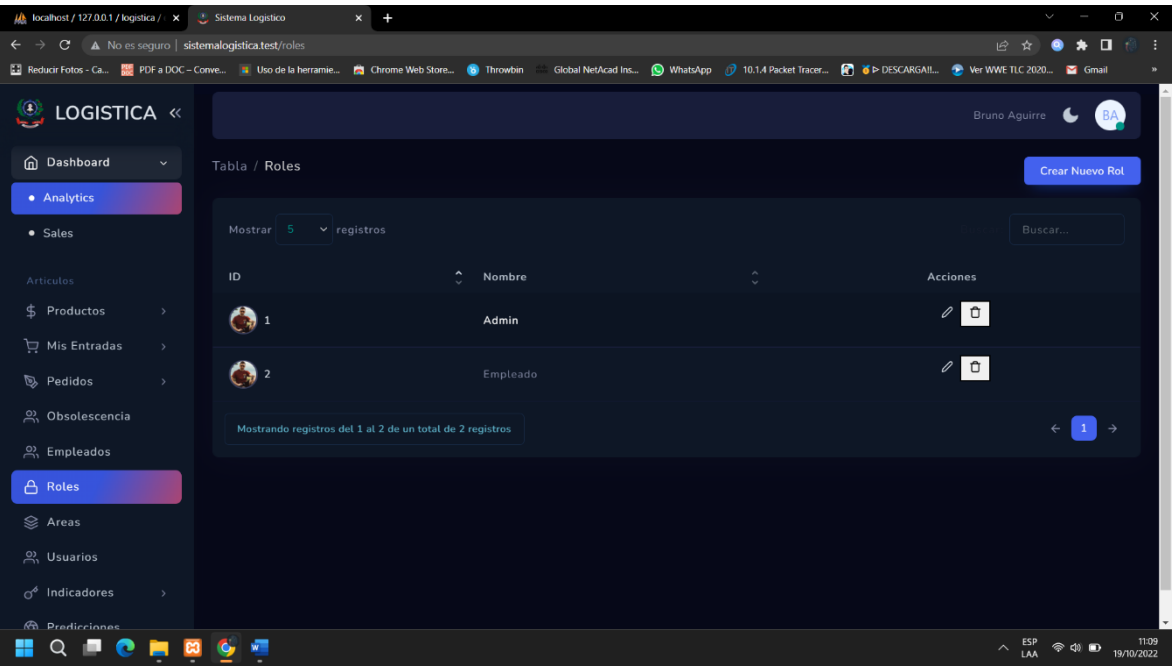 localhost / 127.0.0.1 / logistica /
Sistema Logistico
No es seguro | sistemalogistica.test/roles
Reducir Fotos - Ca... PDF a DOC – Conve... Uso de la herramie... Chrome Web Store... Throwbin Global NetAcad Ins... WhatsApp 10.1.4 Packet Tracer... DESCARGA!!... Ver WWE TLC 2020... Gmail »
LOGISTICA «
Bruno Aguirre BA
Dashboard
Tabla / Roles
Crear Nuevo Rol
Analytics
Sales
Mostrar 5 registros
Buscar...
Articulos
ID Nombre Acciones
Productos
1 Admin
Mis Entradas
2 Empleado
Pedidos
Obsolescencia
Mostrando registros del 1 al 2 de un total de 2 registros
← 1 →
Empleados
Roles
Areas
Usuarios
Indicadores
Predicciones
ESP
LAA
11:09
19/10/2022